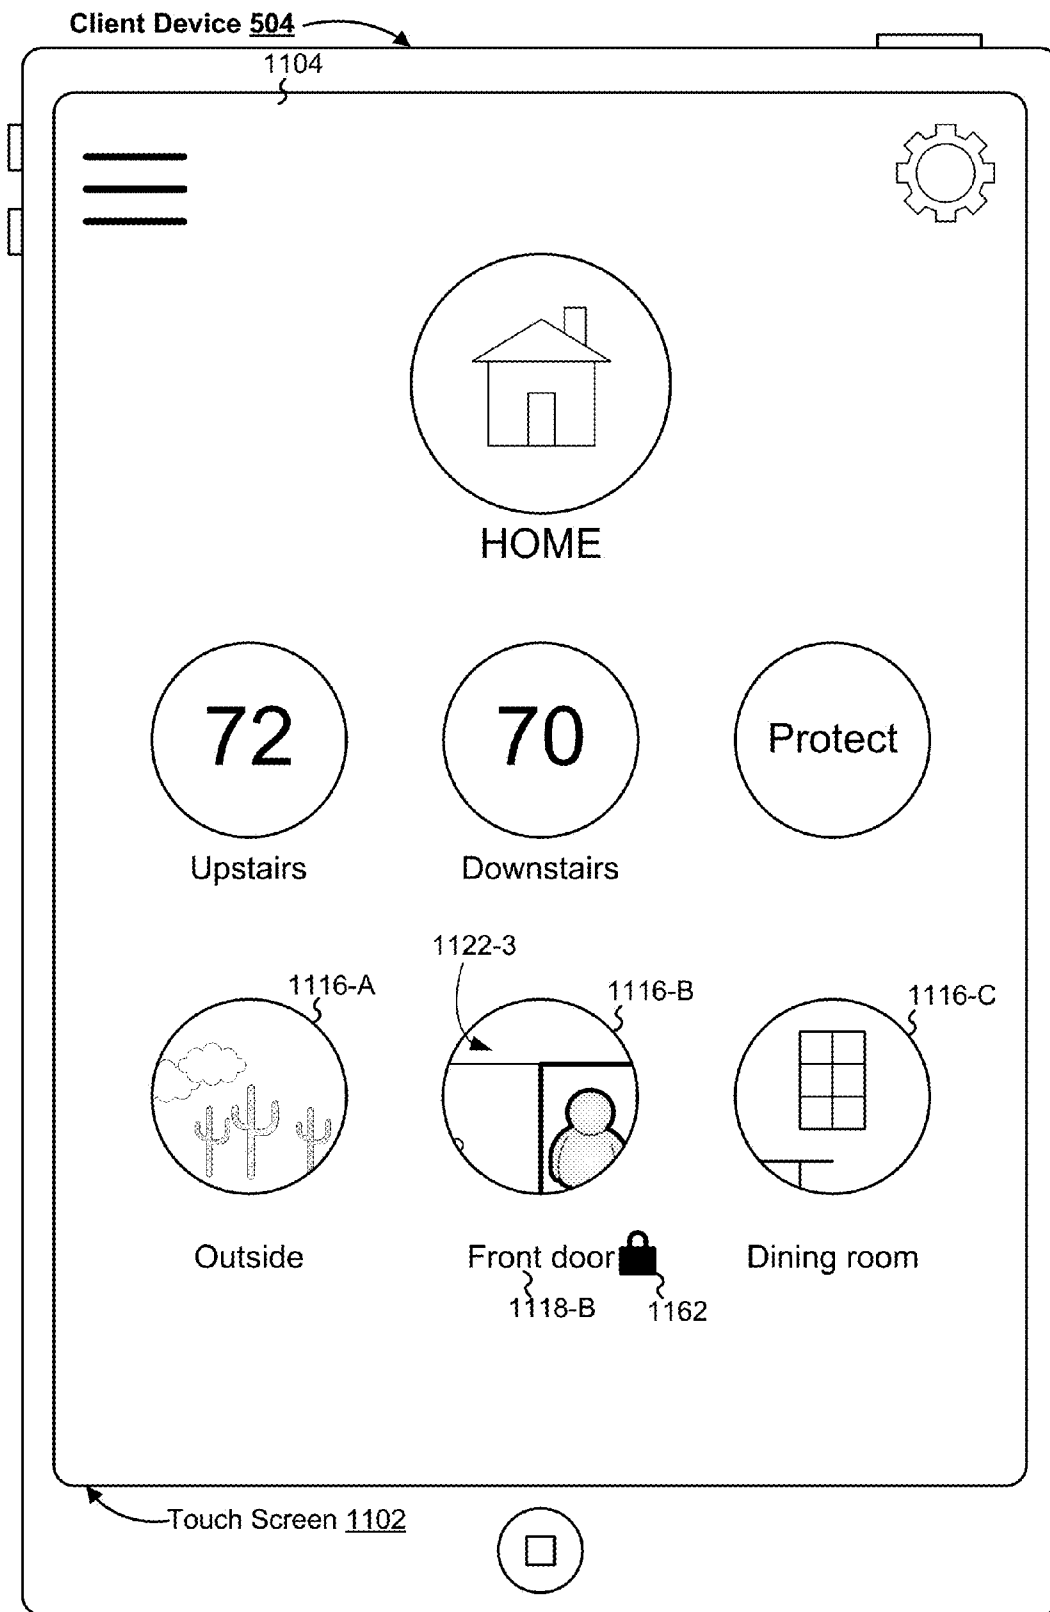 Client Device 504
1104
HOME
72
70
Protect
Upstairs
Downstairs
1122-3
1116-A
1116-B
1116-C
Outside
Front door
Dining room
1118-B
1162
Touch Screen 1102